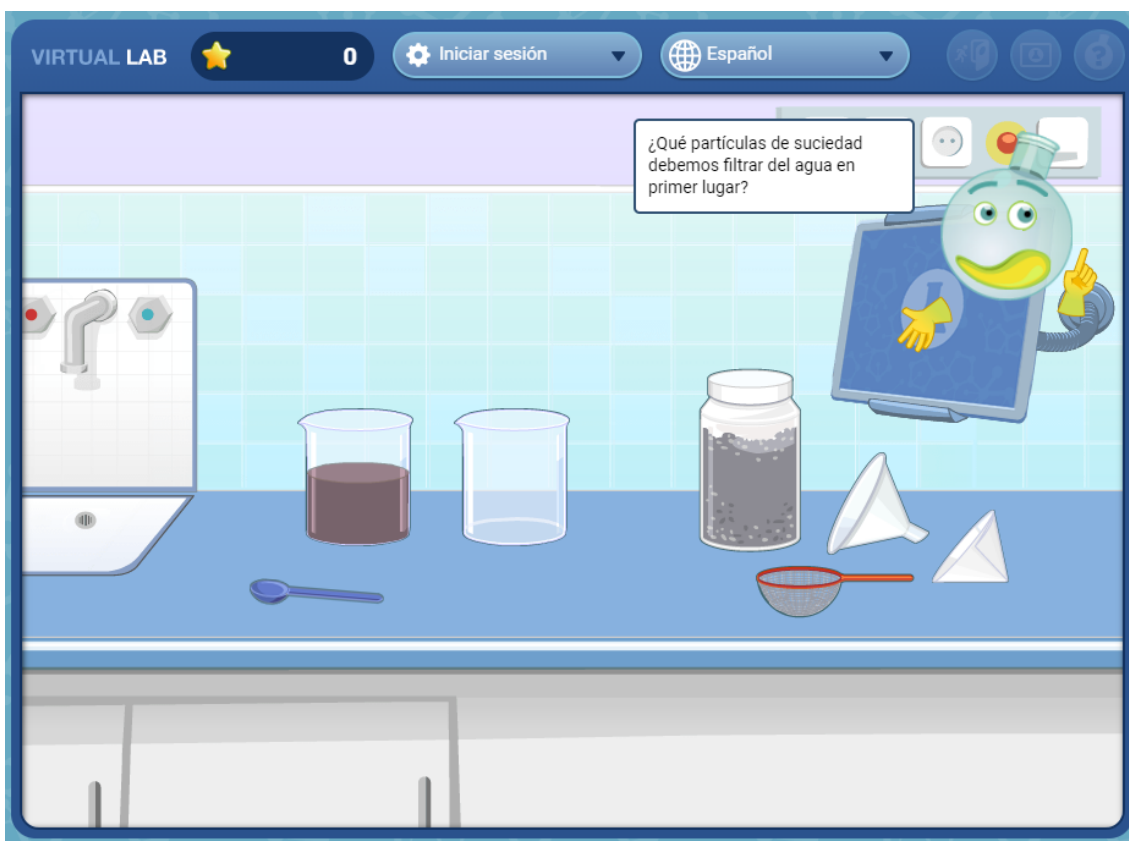 VIRTUAL LAB
0
Iniciar sesión
Español
¿Qué partículas de suciedad
debemos filtrar del agua en
primer lugar?